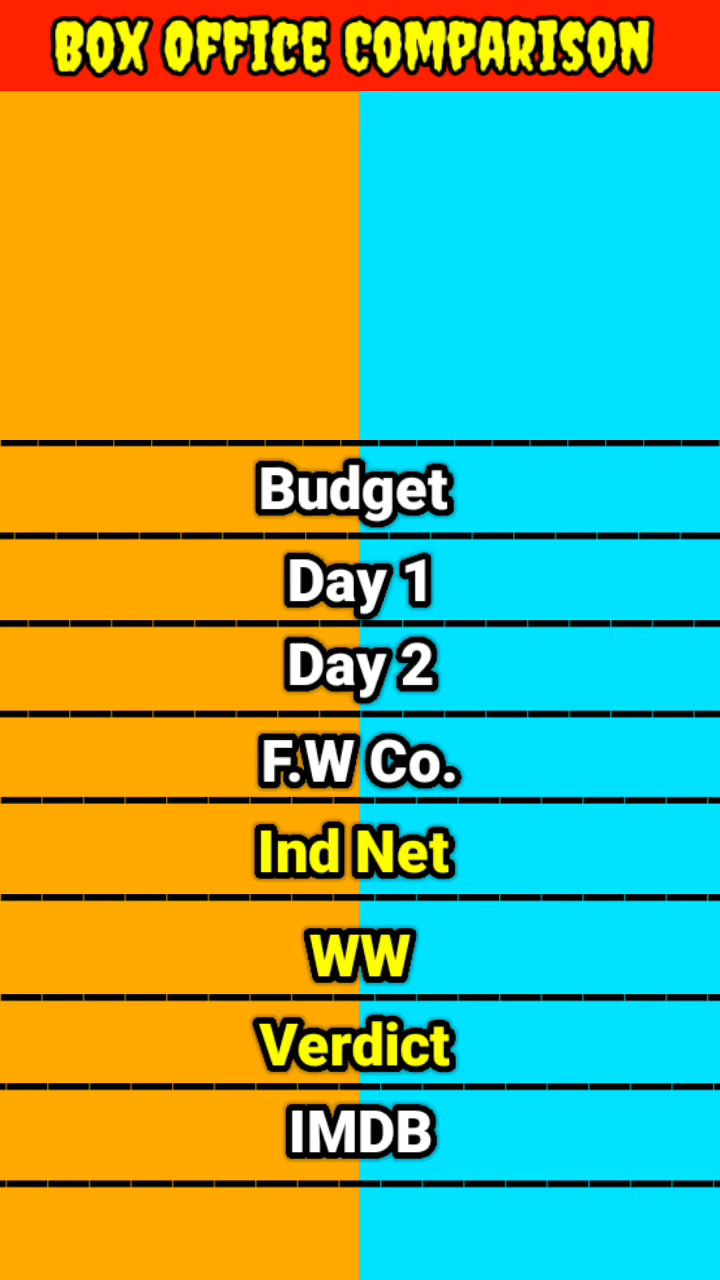 BOX OFFICE COMPARISON
Budget
Day 1
Day 2
F.W Co.
Ind Net
WW
Verdict
IMDB